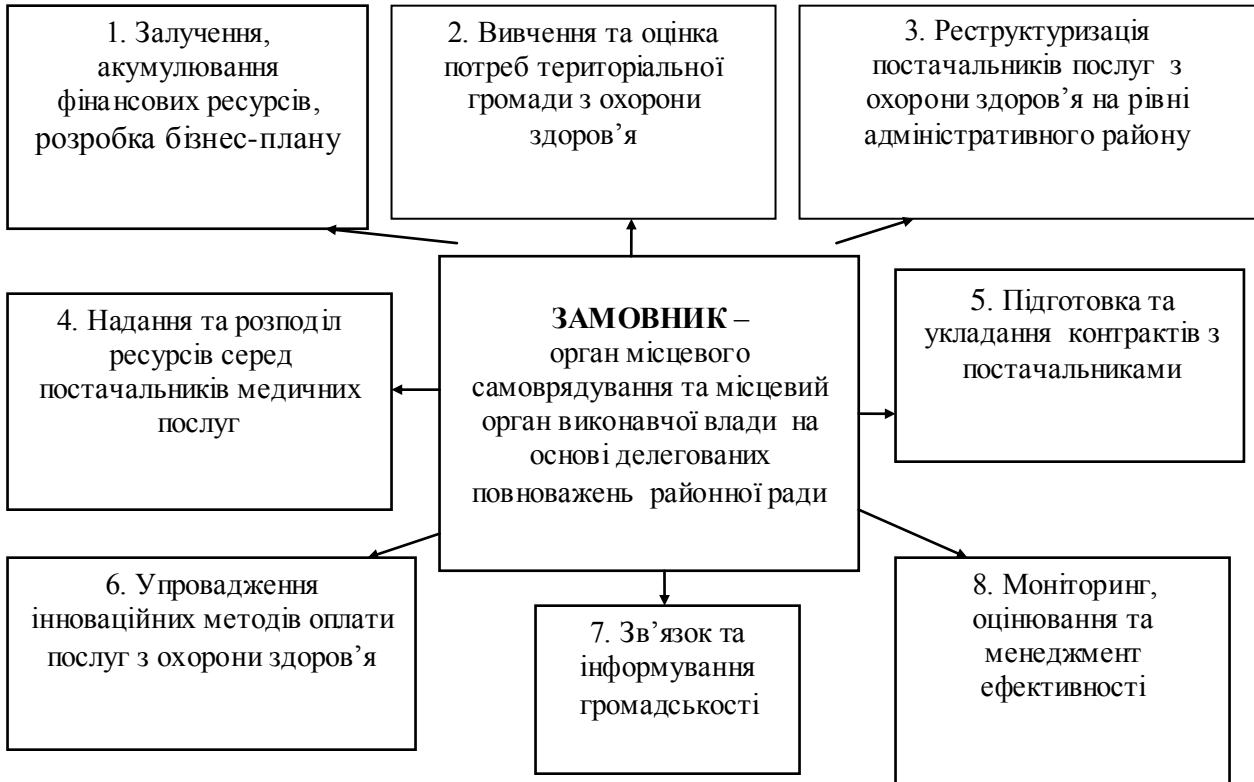 1. Залучення,
акумулювання
фінансових ресурсів,
розробка бізнес-плану
2. Вивчення та оцінка
потреб територіальної
громади з охорони
здоров’я
3. Реструктуризація
постачальників послуг з
охорони здоров’я на рівні
адміністративного району
4. Надання та розподіл
ресурсів серед
постачальників медичних
послуг
ЗАМОВНИК –
орган місцевого
самоврядування та місцевий
орган виконавчої влади на
основі делегованих
повноважень районної ради
5. Підготовка та
укладання контрактів з
постачальниками
6. Упровадження
інноваційних методів оплати
послуг з охорони здоров’я
7. Зв’язок та
інформування
громадськості
8. Моніторинг,
оцінювання та
менеджмент
ефективності